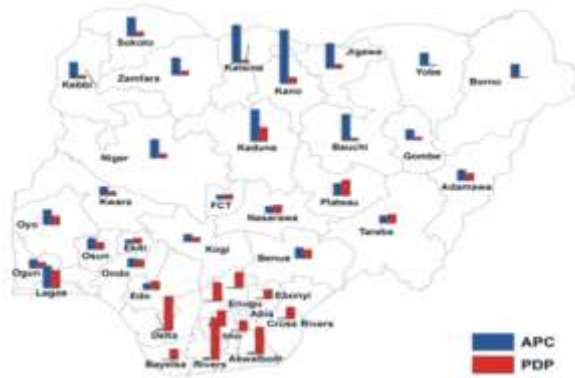 Sokoto
Katsina
Jigawa
Kebbi
Zamfara
Kano
Yobe
Borno
Kaduna
Bauchi
Gombe
Niger
Adamawa
Kwara
FCT
Nasarawa
Plateau
Taraba
Oyo
Osun
Ekiti
Kogi
Benue
Ogun
Ondo
Lagos
Edo
Enugu
Ebonyi
Abia
Cross Rivers
Delta
Imo
Bayelsa
Rivers
AkwaIbom
APC
PDP